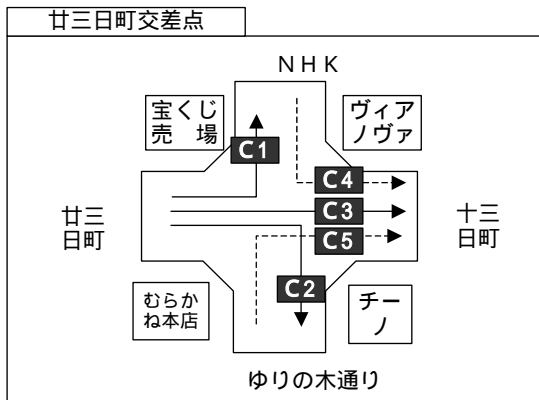 廿三日町交差点
ＮＨＫ
宝くじ
売　場
ヴィア
ノヴァ
C1
C4
廿三
日町
C3
十三
日町
C5
C2
むらか
ね本店
チー
ノ
ゆりの木通り